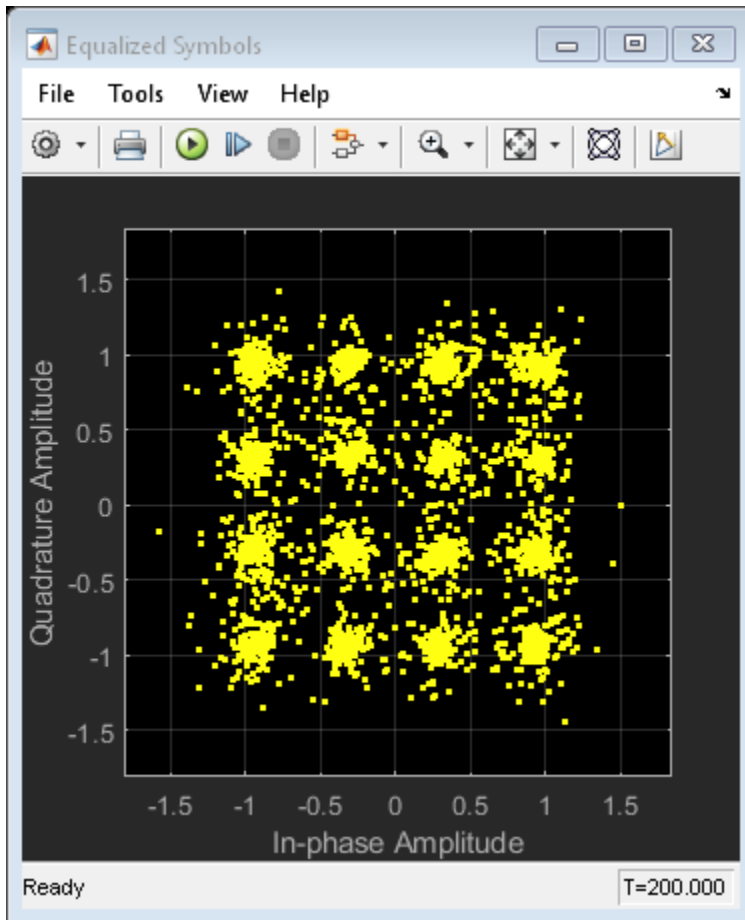 Equalized Symbols
File Tools View Help
1.5
1
0.5
0
-0.5
-1
-1.5
Quadrature Amplitude
-1.5 -1 -0.5 0 0.5 1 1.5
In-phase Amplitude
Ready T=200.000